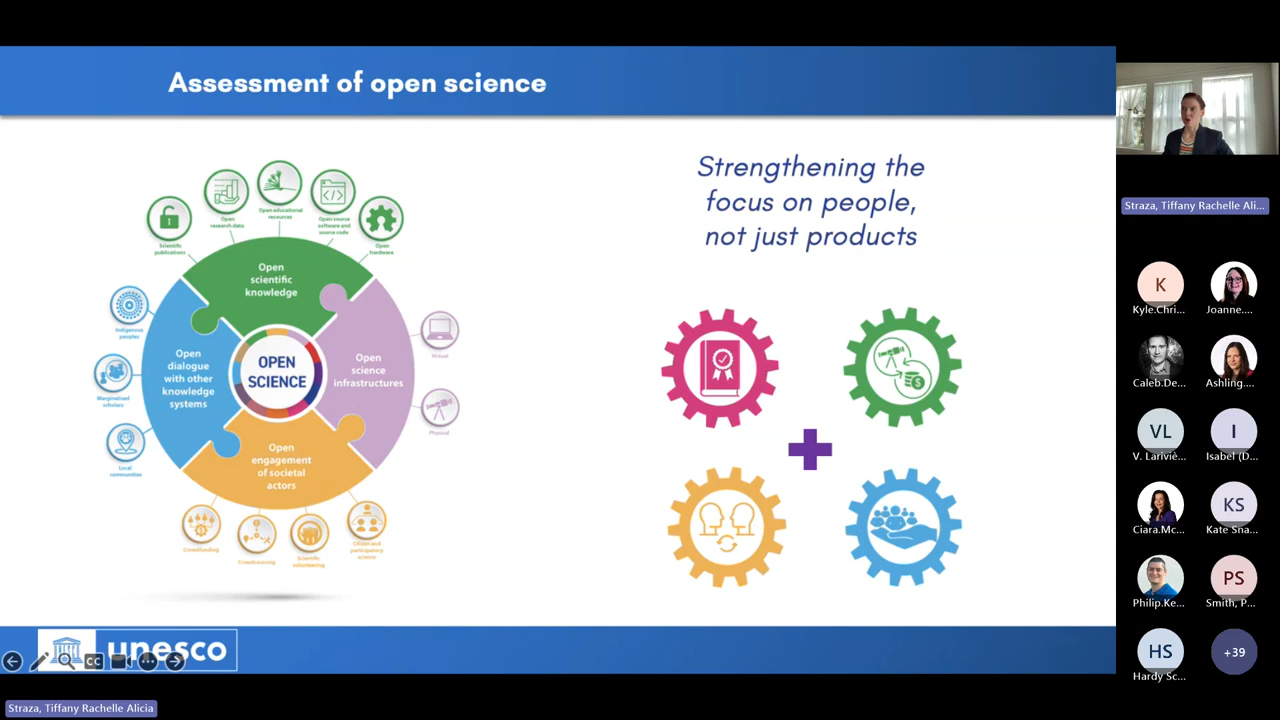 Assessment of open science
Strengthening the
focus on people,
not just products
Scientific
publications
Open
research data
Open educational
resources
Open source
software and
source code
Open
hardware
Open
scientific
knowledge
Indigenous
peoples
Marginalised
scholars
Local
communities
Open
dialogue
with other
knowledge
systems
OPEN
SCIENCE
Open
science
infrastructures
Virtual
Physical
Open
engagement
of societal
actors
Crowdfunding
Crowdsourcing
Scientific
volunteering
Citizen and
participatory
science
unesco
CC
Straza, Tiffany Rachelle Alicia
Straza, Tiffany Rachelle Ali...
K
Kyle.Chri...
Joanne....
Caleb.De...
Ashling....
VL
V. Lariviè...
I
Isabel (D...
Ciara.Mc...
KS
Kate Sna...
Philip.Ke...
PS
Smith, P...
HS
Hardy Sc...
+39